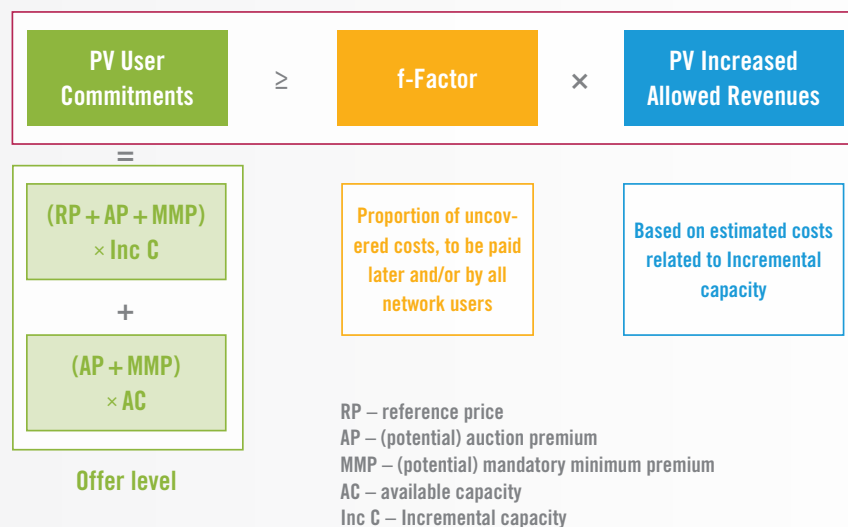 PV User
Commitments
≥
f-Factor
×
PV Increased
Allowed Revenues
=
(RP + AP + MMP)
× Inc C
+
(AP + MMP)
× AC
Offer level
Proportion of uncov-
ered costs, to be paid
later and/or by all
network users
Based on estimated costs
related to Incremental
capacity
RP – reference price
AP – (potential) auction premium
MMP – (potential) mandatory minimum premium
AC – available capacity
Inc C – Incremental capacity